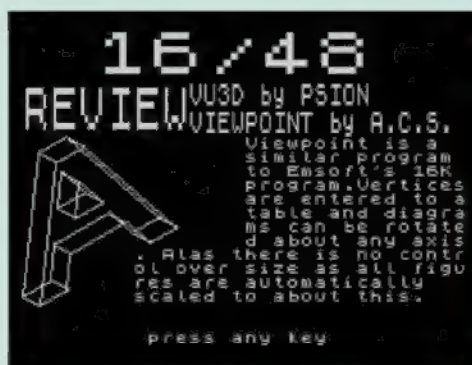 16/48
REVIEW
VU3D by PSION
VIEWPOINT by A.C.S.
Viewpoint is a
similar program
to Emsoft's 16K
program.Vertices
are entered to a
table and diagra
ms can be rotate
d about any axis
. Alas there is no contr
ol over size as all figu
res are automatically
scaled to about this.
press any key